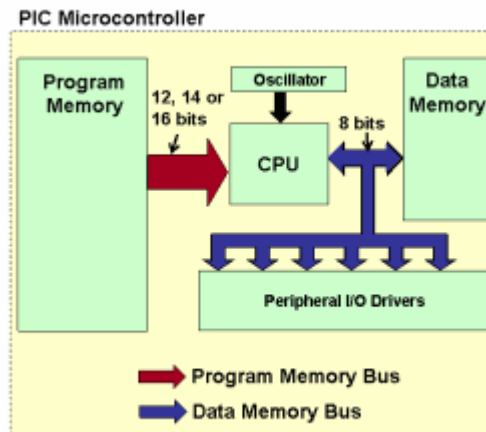 PIC Microcontroller
Program
Memory
12, 14 or
16 bits
Oscillator
CPU
8 bits
Data
Memory
Peripheral I/O Drivers
Program Memory Bus
Data Memory Bus